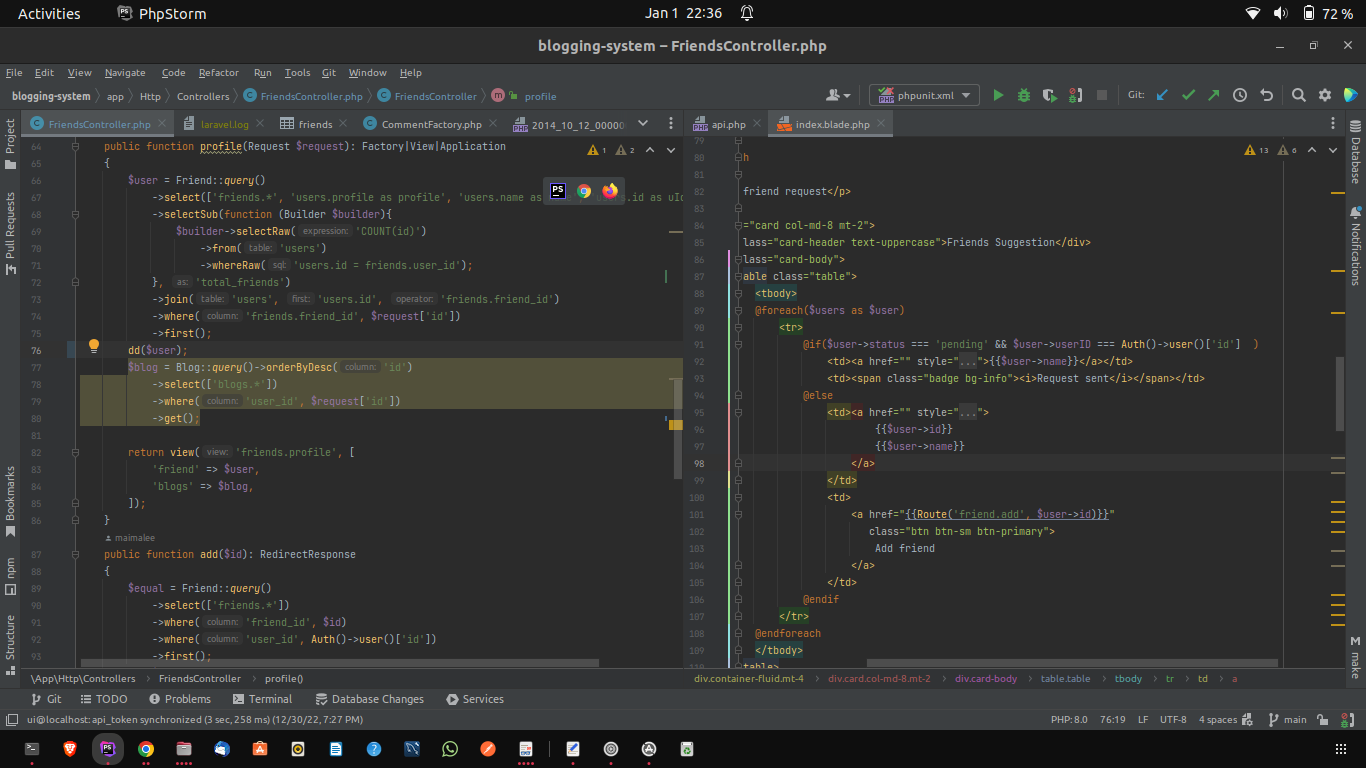 Activities PhpStorm Jan 1 22:36 72 %
blogging-system – FriendsController.php
File Edit View Navigate Code Refactor Run Tools Git Window Help
blogging-system app Http Controllers FriendsController.php FriendsController m profile phpunit.xml Git:
FriendsController.php laravel.log friends CommentFactory.php 2014_10_12_00000
Project
Pull Requests
Bookmarks
npm
Structure
1 2
64 public function profile(Request $request): Factory|View|Application
65 {
66 $user = Friend::query()
67 ->select(['friends.*', 'users.profile as profile', 'users.name as
68 ->selectSub(function (Builder $builder){
69 $builder->selectRaw( expression: 'COUNT(id)')
70 ->from( table: 'users')
71 ->whereRaw( sql: 'users.id = friends.user_id');
72 }, as: 'total_friends')
73 ->join( table: 'users', first: 'users.id', operator: 'friends.friend_id')
74 ->where( column: 'friends.friend_id', $request['id'])
75 ->first();
76 dd($user);
77 $blog = Blog::query()->orderByDesc( column: 'id')
78 ->select(['blogs.*'])
79 ->where( column: 'user_id', $request['id'])
80 ->get();
81
82 return view( view: 'friends.profile', [
83 'friend' => $user,
84 'blogs' => $blog,
85 ]);
86 }
maimalee
87 public function add($id): RedirectResponse
88 {
89 $equal = Friend::query()
90 ->select(['friends.*'])
91 ->where( column: 'friend_id', $id)
92 ->where( column: 'user_id', Auth()->user()['id'])
93 ->first();
\App\Http\Controllers FriendsController profile()
api.php index.blade.php
13 6
79
80 h
81
82 friend request</p>
83
84 ="card col-md-8 mt-2">
85 lass="card-header text-uppercase">Friends Suggestion</div>
86 lass="card-body">
87 able class="table">
88 <tbody>
89 @foreach($users as $user)
90 <tr>
91 @if($user->status === 'pending' && $user->userID === Auth()->user()['id'] )
92 <td><a href="" style="...">{{$user->name}}</a></td>
93 <td><span class="badge bg-info"><i>Request sent</i></span></td>
94 @else
95 <td><a href="" style="...">
96 {{$user->id}}
97 {{$user->name}}
98 </a>
99 </td>
100 <td>
101 <a href="{{Route('friend.add', $user->id)}}"
102 class="btn btn-sm btn-primary">
103 Add friend
104 </a>
105 </td>
106 @endif
107 </tr>
108 @endforeach
109 </tbody>
110 table>
div.container-fluid.mt-4 div.card.col-md-8.mt-2 div.card-body table.table tbody tr td a
Database
Notifications
make
Git TODO Problems Terminal Database Changes Services
ui@localhost: api_token synchronized (3 sec, 258 ms) (12/30/22, 7:27 PM) PHP: 8.0 76:19 LF UTF-8 4 spaces main